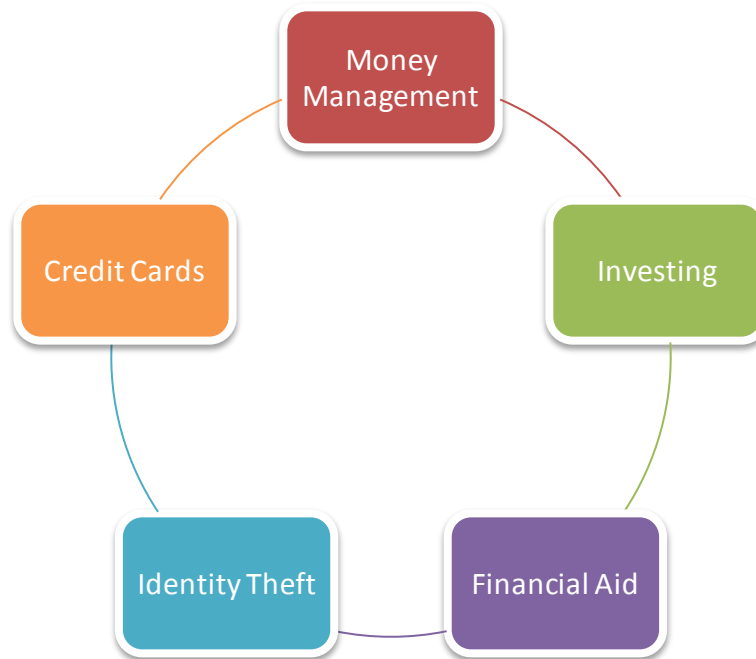 Money
Management
Investing
Financial Aid
Identity Theft
Credit Cards